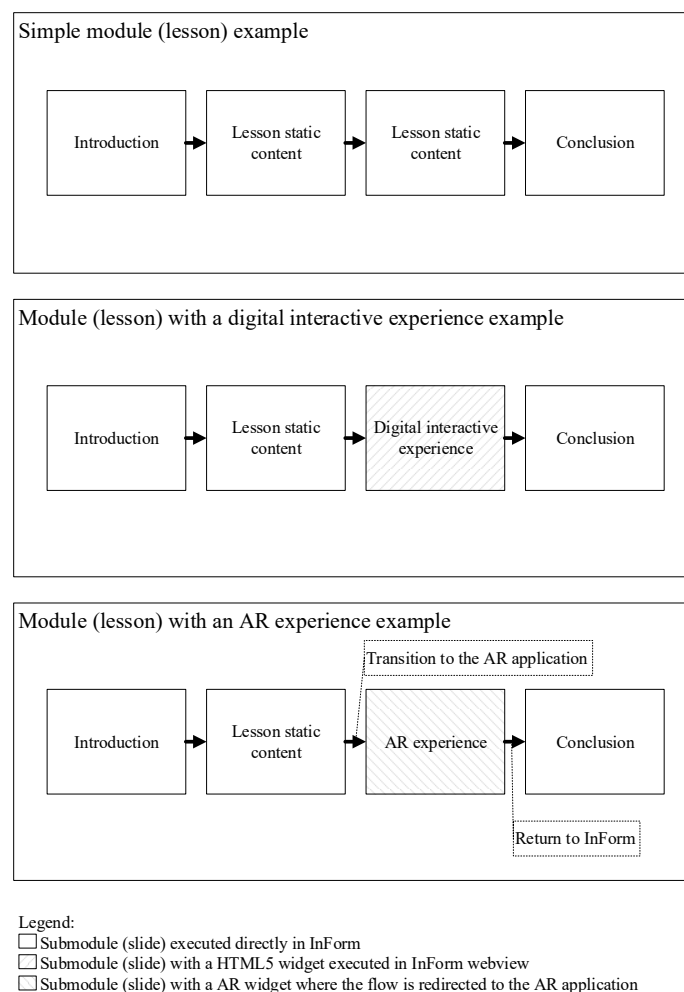 Simple module (lesson) example
Introduction
Lesson static
content
Lesson static
content
Conclusion
Module (lesson) with a digital interactive experience example
Introduction
Lesson static
content
Digital interactive
experience
Conclusion
Module (lesson) with an AR experience example
Transition to the AR application
Introduction
Lesson static
content
AR experience
Conclusion
Return to InForm
Legend:
Submodule (slide) executed directly in InForm
Submodule (slide) with a HTML5 widget executed in InForm webview
Submodule (slide) with a AR widget where the flow is redirected to the AR application